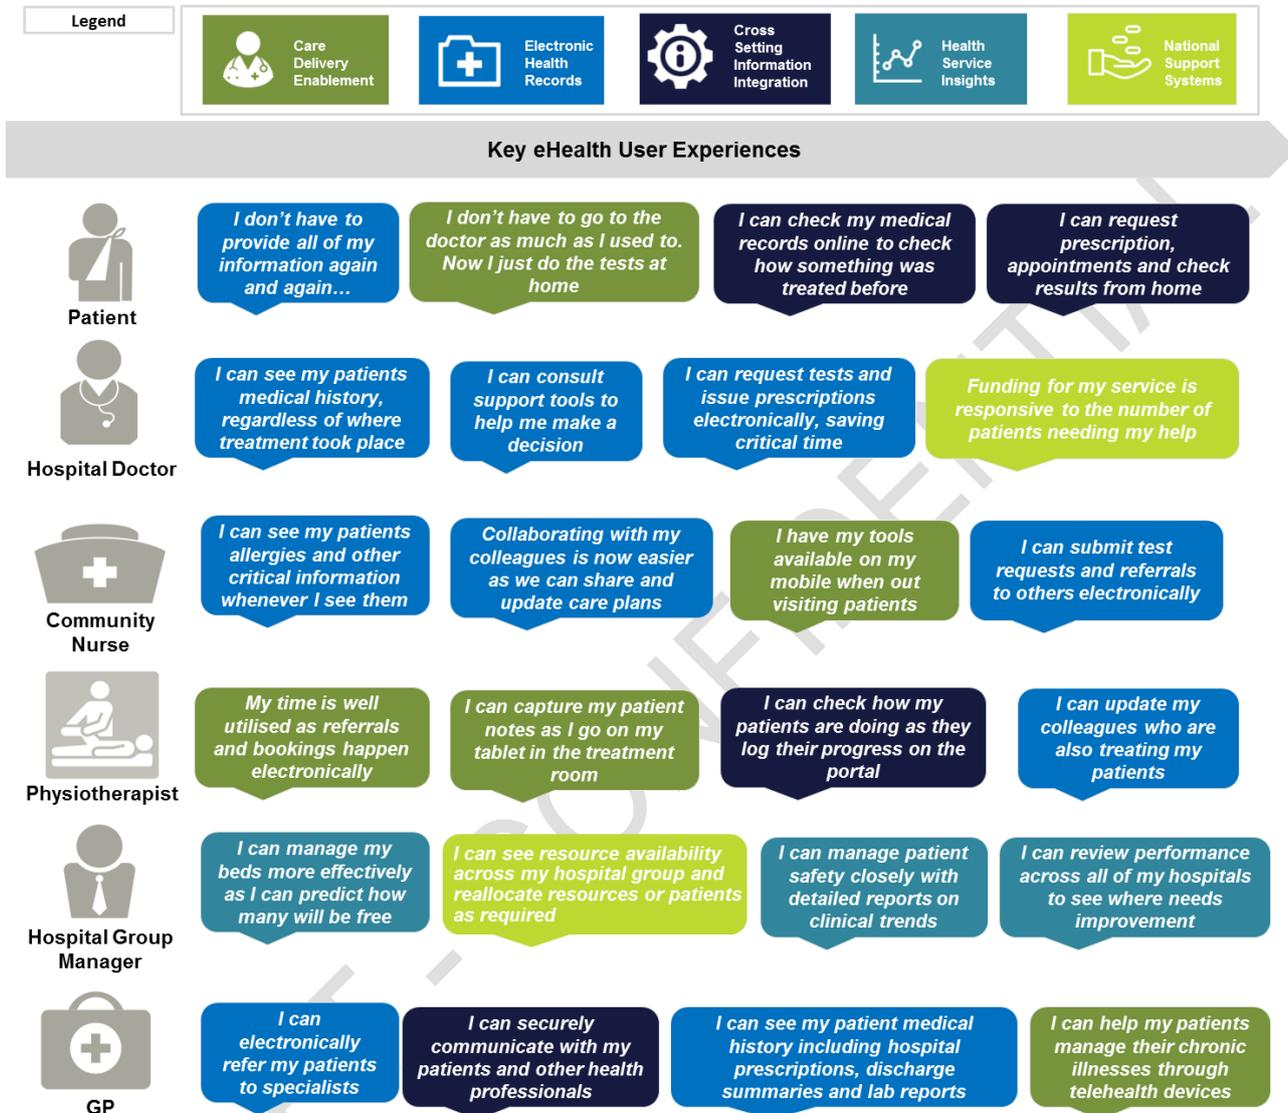 Legend
Care
Delivery
Enablement
Electronic
Health
Records
Cross
Setting
Information
Integration
Health
Service
Insights
National
Support
Systems
Key eHealth User Experiences
Patient
I don't have to
provide all of my
information again
and again…
I don't have to go to the
doctor as much as I used to.
Now I just do the tests at
home
I can check my medical
records online to check
how something was
treated before
I can request
prescription,
appointments and check
results from home
Hospital Doctor
I can see my patients
medical history,
regardless of where
treatment took place
I can consult
support tools to
help me make a
decision
I can request tests and
issue prescriptions
electronically, saving
critical time
Funding for my service is
responsive to the number of
patients needing my help
Community
Nurse
I can see my patients
allergies and other
critical information
whenever I see them
Collaborating with my
colleagues is now easier
as we can share and
update care plans
I have my tools
available on my
mobile when out
visiting patients
I can submit test
requests and referrals
to others electronically
Physiotherapist
My time is well
utilised as referrals
and bookings happen
electronically
I can capture my patient
notes as I go on my
tablet in the treatment
room
I can check how my
patients are doing as they
log their progress on the
portal
I can update my
colleagues who are
also treating my
patients
Hospital Group
Manager
I can manage my
beds more effectively
as I can predict how
many will be free
I can see resource availability
across my hospital group and
reallocate resources or patients
as required
I can manage patient
safety closely with
detailed reports on
clinical trends
I can review performance
across all of my hospitals
to see where needs
improvement
GP
I can
electronically
refer my patients
to specialists
I can securely
communicate with my
patients and other health
professionals
I can see my patient medical
history including hospital
prescriptions, discharge
summaries and lab reports
I can help my patients
manage their chronic
illnesses through
telehealth devices